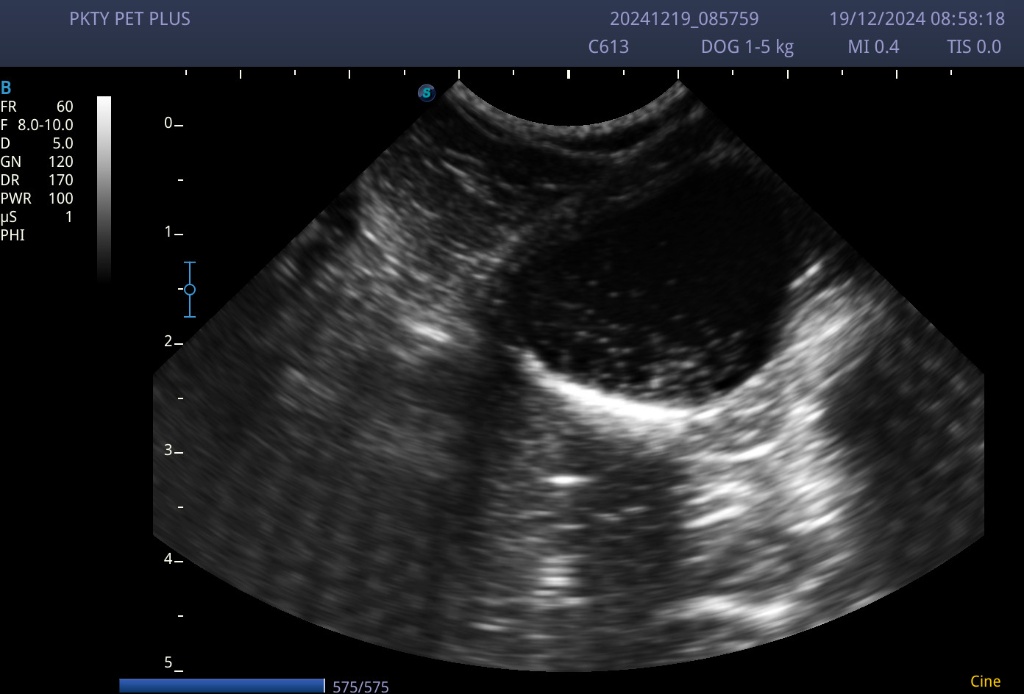 PKTY PET PLUS
20241219_085759
19/12/2024 08:58:18
C613
DOG 1-5 kg
MI 0.4
TIS 0.0
B
FR 60
F 8.0-10.0
D 5.0
GN 120
DR 170
PWR 100
µS 1
PHI
S
0
1
2
3
4
5
575/575
Cine